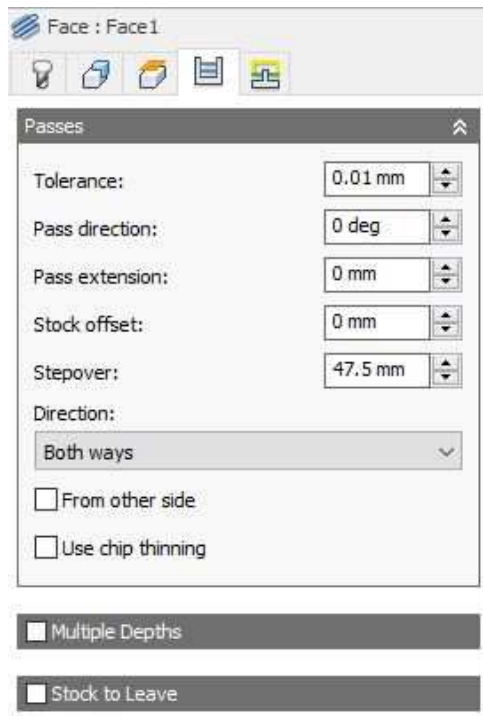 Face : Face1
Passes
Tolerance: 0.01 mm
Pass direction: 0 deg
Pass extension: 0 mm
Stock offset: 0 mm
Stepover: 47.5 mm
Direction:
Both ways
From other side
Use chip thinning
Multiple Depths
Stock to Leave